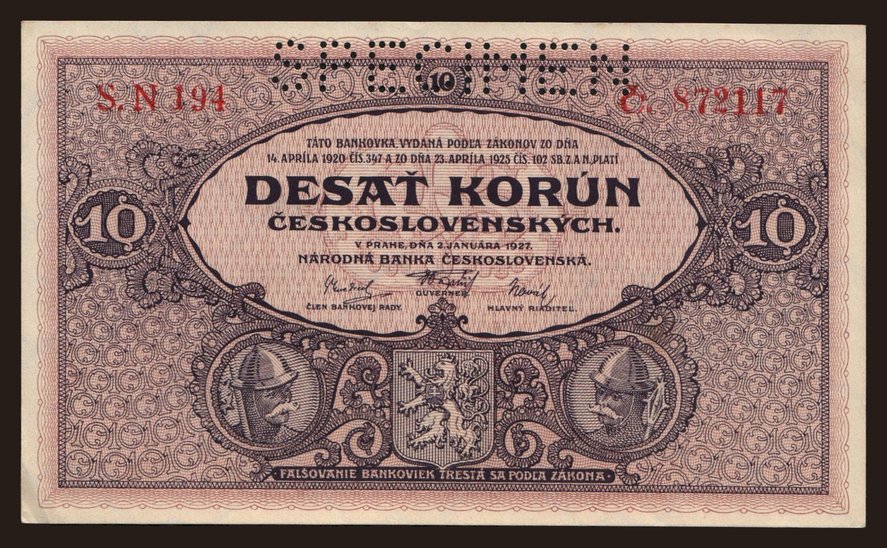 SPECIMEN
10
S. N 194
Č. 872117
TÁTO BANKOVKA VYDANÁ PODĽA ZÁKONOV ZO DŇA
14. APRÍLA 1920 ČÍS. 347 A ZO DŇA 23. APRÍLA 1925 ČÍS. 102 SB. Z. A N. PLATÍ
DESAŤ KORÚN
ČESKOSLOVENSKÝCH.
10
10
V PRAHE, DŇA 2. JANUÁRA 1927.
NÁRODNÁ BANKA ČESKOSLOVENSKÁ.
ČLEN BANKOVEJ RADY.
GUVERNER.
HLAVNÝ RIADITEL.
FALŠOVANIE BANKOVIEK TRESTÁ SA PODĽA ZÁKONA.